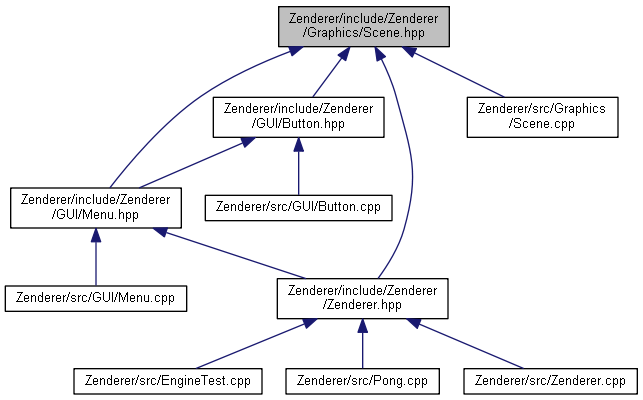 Zenderer/include/Zenderer
/Graphics/Scene.hpp
Zenderer/include/Zenderer
/GUI/Button.hpp
Zenderer/src/Graphics
/Scene.cpp
Zenderer/include/Zenderer
/GUI/Menu.hpp
Zenderer/src/GUI/Button.cpp
Zenderer/src/GUI/Menu.cpp
Zenderer/include/Zenderer
/Zenderer.hpp
Zenderer/src/EngineTest.cpp
Zenderer/src/Pong.cpp
Zenderer/src/Zenderer.cpp